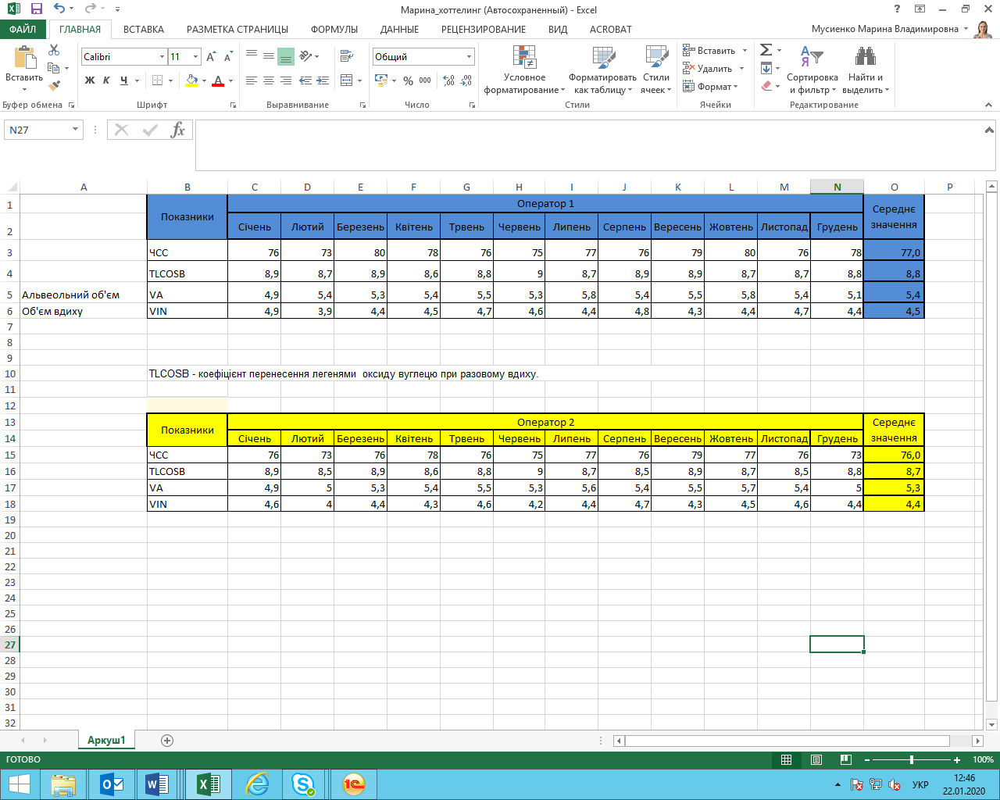 Марина_хоттелинг (Автосохраненный) - Excel
ФАЙЛ ГЛАВНАЯ ВСТАВКА РАЗМЕТКА СТРАНИЦЫ ФОРМУЛЫ ДАННЫЕ РЕЦЕНЗИРОВАНИЕ ВИД ACROBAT Мусиенко Марина Владимировна
Вставить
Calibri 11
Ж К Ч А
Общий
% 000
Условное форматирование
Форматировать как таблицу
Стили ячеек
Вставить
Удалить
Формат
Сортировка и фильтр
Найти и выделить
Буфер обмена Шрифт Выравнивание Число Стили Ячейки Редактирование
N27 fx
A B C D E F G H I J K L M N O P
1 Показники Оператор 1 Середнє значення
2 Січень Лютий Березень Квітень Трвень Червень Липень Серпень Вересень Жовтень Листопад Грудень
3 ЧСС 76 73 80 78 76 75 77 76 79 80 76 78 77,0
4 TLCOSB 8,9 8,7 8,9 8,6 8,8 9 8,7 8,9 8,9 8,7 8,7 8,8 8,8
5 Альвеольний об'єм VA 4,9 5,4 5,3 5,4 5,5 5,3 5,8 5,4 5,5 5,8 5,4 5,1 5,4
6 Об'єм вдиху VIN 4,9 3,9 4,4 4,5 4,7 4,6 4,4 4,8 4,3 4,4 4,7 4,4 4,5
7
8
9
10 TLCOSB - коефіцієнт перенесення легенями оксиду вуглецю при разовому вдиху.
11
12
13 Показники Оператор 2 Середнє значення
14 Січень Лютий Березень Квітень Трвень Червень Липень Серпень Вересень Жовтень Листопад Грудень
15 ЧСС 76 73 76 78 76 75 77 76 79 77 76 73 76,0
16 TLCOSB 8,9 8,5 8,9 8,6 8,8 9 8,7 8,5 8,9 8,7 8,5 8,8 8,7
17 VA 4,9 5 5,3 5,4 5,5 5,3 5,6 5,4 5,5 5,7 5,4 5 5,3
18 VIN 4,6 4 4,4 4,3 4,6 4,2 4,4 4,7 4,3 4,5 4,6 4,4 4,4
19
20
21
22
23
24
25
26
27
28
29
30
31
32
Аркуш1
ГОТОВО 100%
УКР 12:46
22.01.2020